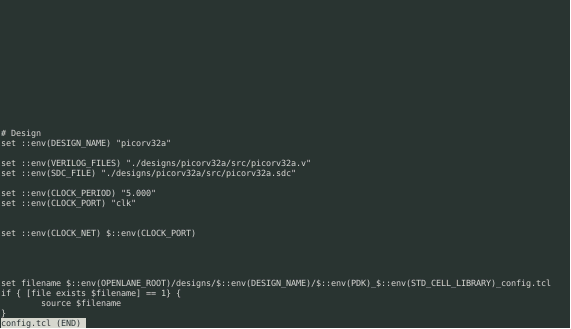 # Design
set ::env(DESIGN_NAME) "picorv32a"
set ::env(VERILOG_FILES) "./designs/picorv32a/src/picorv32a.v"
set ::env(SDC_FILE) "./designs/picorv32a/src/picorv32a.sdc"
set ::env(CLOCK_PERIOD) "5.000"
set ::env(CLOCK_PORT) "clk"
set ::env(CLOCK_NET) $::env(CLOCK_PORT)
set filename $::env(OPENLANE_ROOT)/designs/$::env(DESIGN_NAME)/$::env(PDK)_$::env(STD_CELL_LIBRARY)_config.tcl
if { [file exists $filename] == 1} {
        source $filename
}
config.tcl (END)